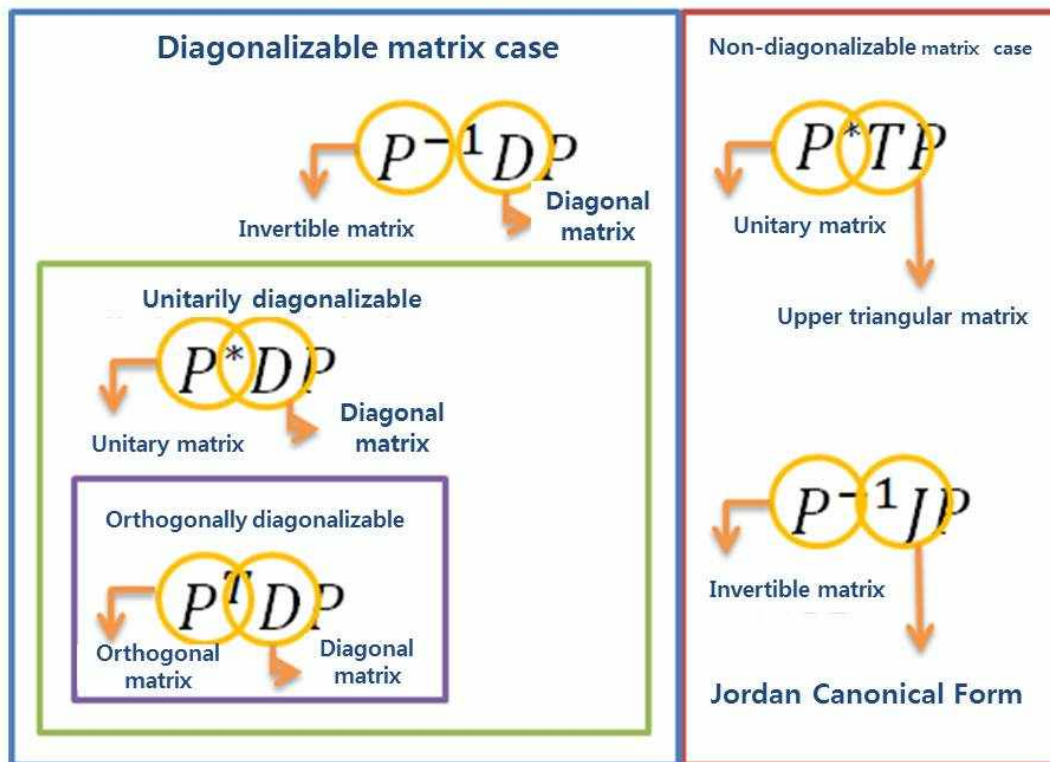 Diagonalizable matrix case
P⁻¹DP
Invertible matrix
Diagonal
matrix
Unitarily diagonalizable
P*DP
Unitary matrix
Diagonal
matrix
Orthogonally diagonalizable
PᵀDP
Orthogonal
matrix
Diagonal
matrix
Non-diagonalizable matrix case
P*TP
Unitary matrix
Upper triangular matrix
P⁻¹JP
Invertible matrix
Jordan Canonical Form